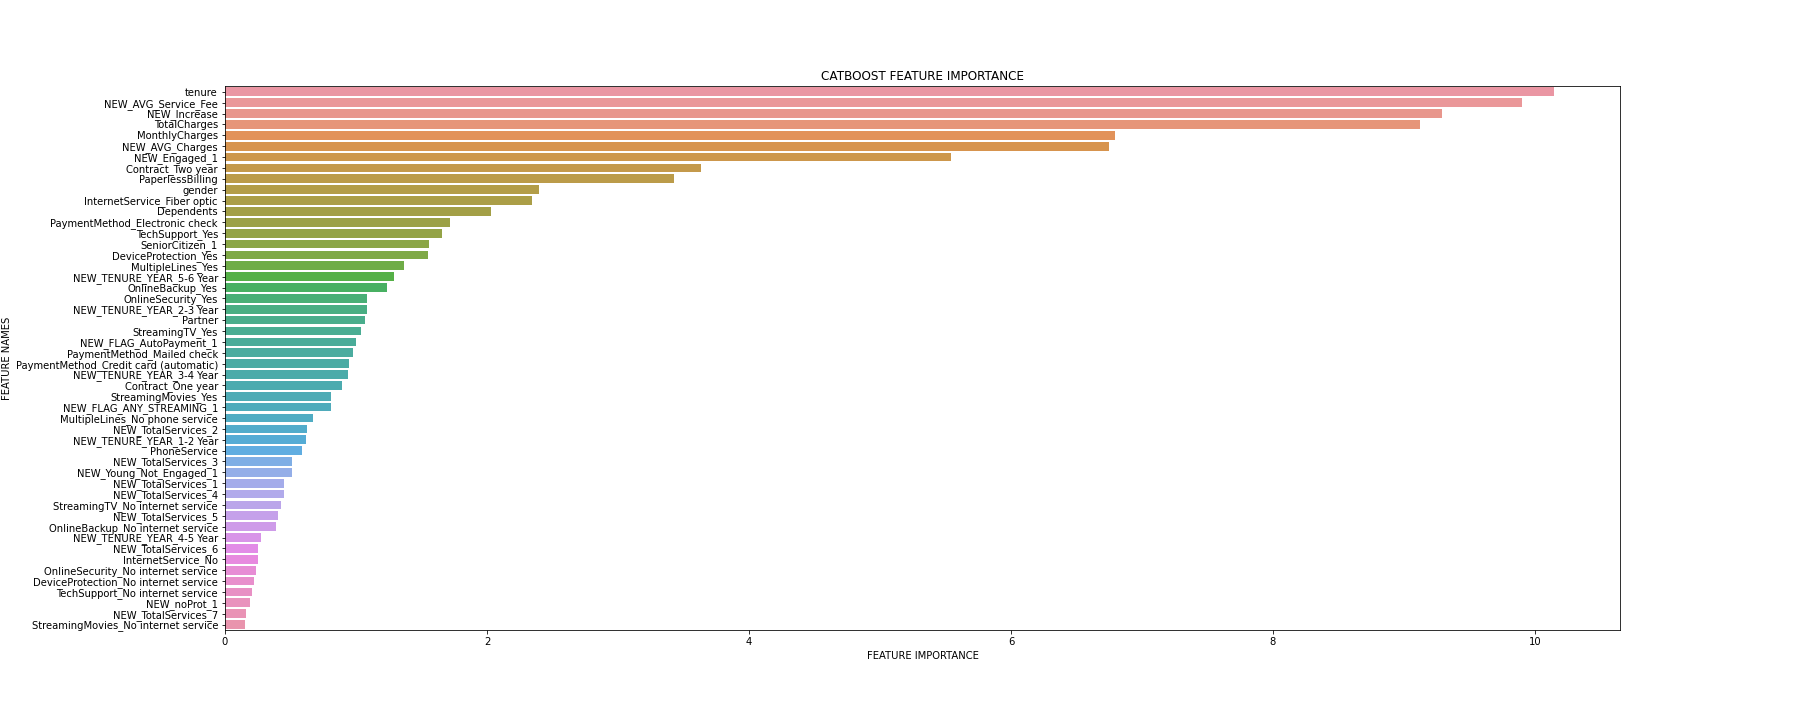 CATBOOST FEATURE IMPORTANCE
tenure
NEW_AVG_Service_Fee
NEW_Increase
TotalCharges
MonthlyCharges
NEW_AVG_Charges
NEW_Engaged_1
Contract_Two year
PaperlessBilling
gender
InternetService_Fiber optic
Dependents
PaymentMethod_Electronic check
TechSupport_Yes
SeniorCitizen_1
DeviceProtection_Yes
MultipleLines_Yes
NEW_TENURE_YEAR_5-6 Year
OnlineBackup_Yes
OnlineSecurity_Yes
NEW_TENURE_YEAR_2-3 Year
Partner
StreamingTV_Yes
NEW_FLAG_AutoPayment_1
PaymentMethod_Mailed check
PaymentMethod_Credit card (automatic)
NEW_TENURE_YEAR_3-4 Year
Contract_One year
StreamingMovies_Yes
NEW_FLAG_ANY_STREAMING_1
MultipleLines_No phone service
NEW_TotalServices_2
NEW_TENURE_YEAR_1-2 Year
PhoneService
NEW_TotalServices_3
NEW_Young_Not_Engaged_1
NEW_TotalServices_1
NEW_TotalServices_4
StreamingTV_No internet service
NEW_TotalServices_5
OnlineBackup_No internet service
NEW_TENURE_YEAR_4-5 Year
NEW_TotalServices_6
InternetService_No
OnlineSecurity_No internet service
DeviceProtection_No internet service
TechSupport_No internet service
NEW_noProt_1
NEW_TotalServices_7
StreamingMovies_No internet service
FEATURE NAMES
0 2 4 6 8 10
FEATURE IMPORTANCE